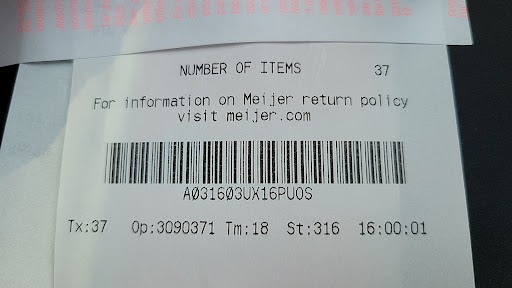 NUMBER OF ITEMS 37
For information on Meijer return policy
visit meijer.com
A031603UX16PUOS
Tx:37 Op:3090371 Tm:18 St:316 16:00:01